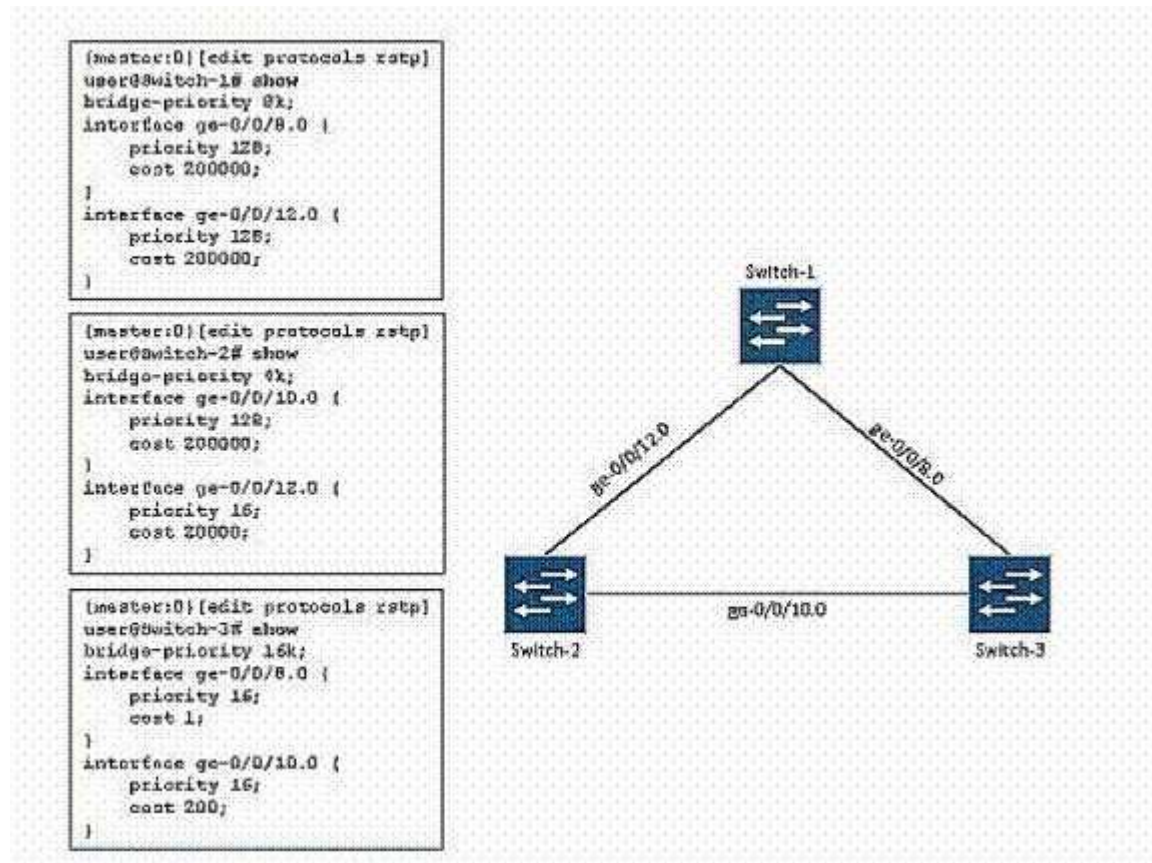 {master:0}[edit protocols rstp]
user@Switch-1# show
bridge-priority
interface ge-0/0/8.0 {
priority 128;
cost 200000;
}
interface ge-0/0/12.0 {
priority 128;
cost 200000;
}
{master:0}[edit protocols rstp]
user@Switch-2# show
bridge-priority
interface ge-0/0/10.0 {
priority 128;
cost 200000;
}
interface ge-0/0/12.0 {
priority 16;
cost 20000;
}
{master:0}[edit protocols rstp]
user@Switch-3# show
bridge-priority 16k;
interface ge-0/0/8.0 {
priority 16;
cost 1;
}
interface ge-0/0/10.0 {
priority 16;
cost 200;
}
Switch-1
ge-0/0/12.0
ge-0/0/8.0
ge-0/0/10.0
Switch-2
Switch-3